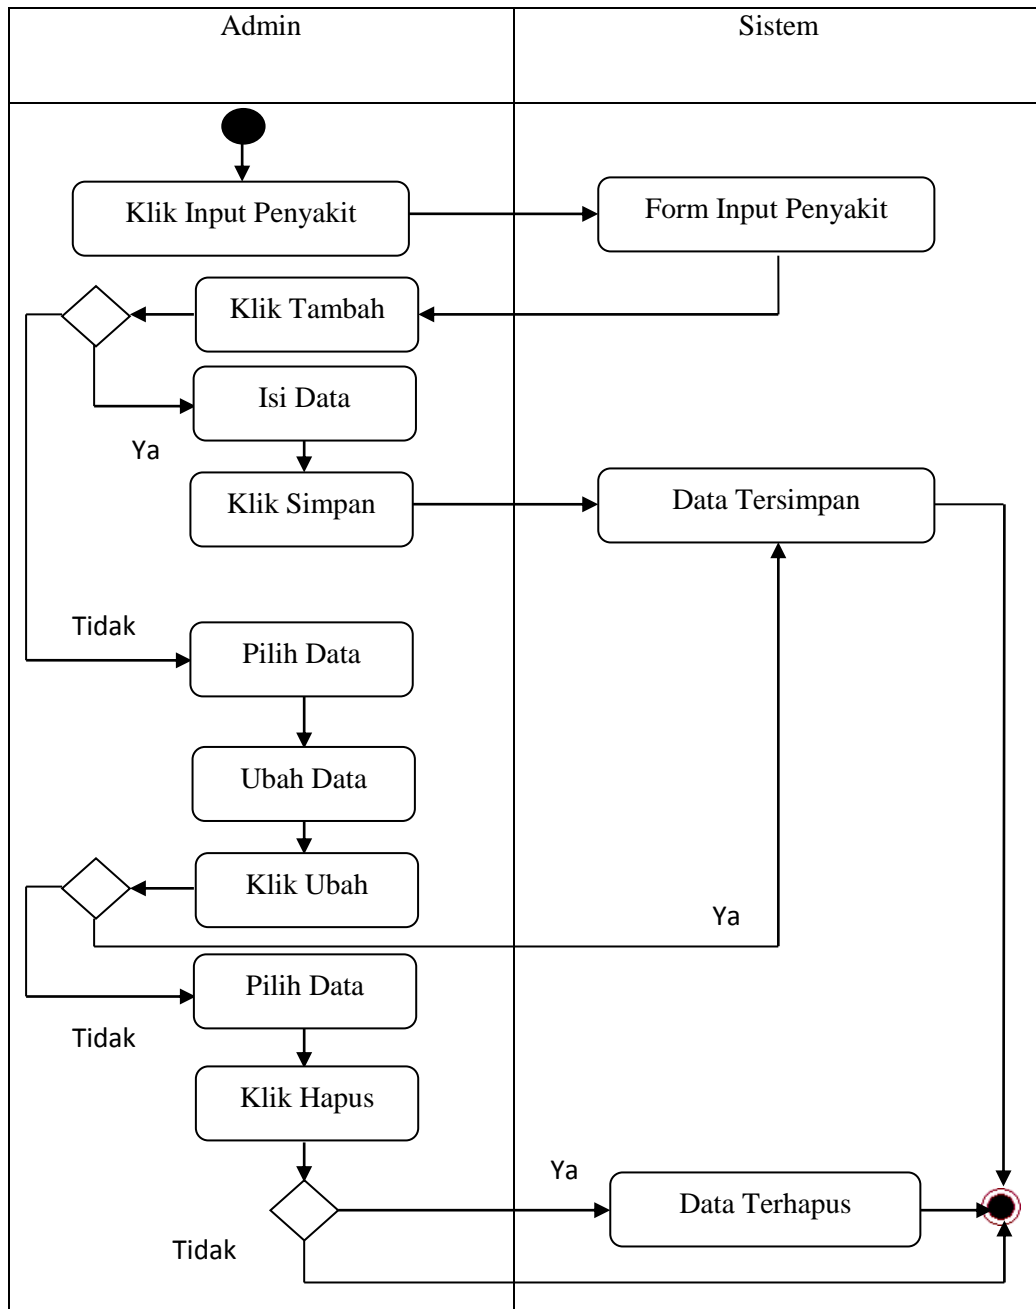 Admin
Sistem
Klik Input Penyakit
Form Input Penyakit
Klik Tambah
Isi Data
Ya
Klik Simpan
Data Tersimpan
Tidak
Pilih Data
Ubah Data
Klik Ubah
Ya
Pilih Data
Tidak
Klik Hapus
Ya
Data Terhapus
Tidak